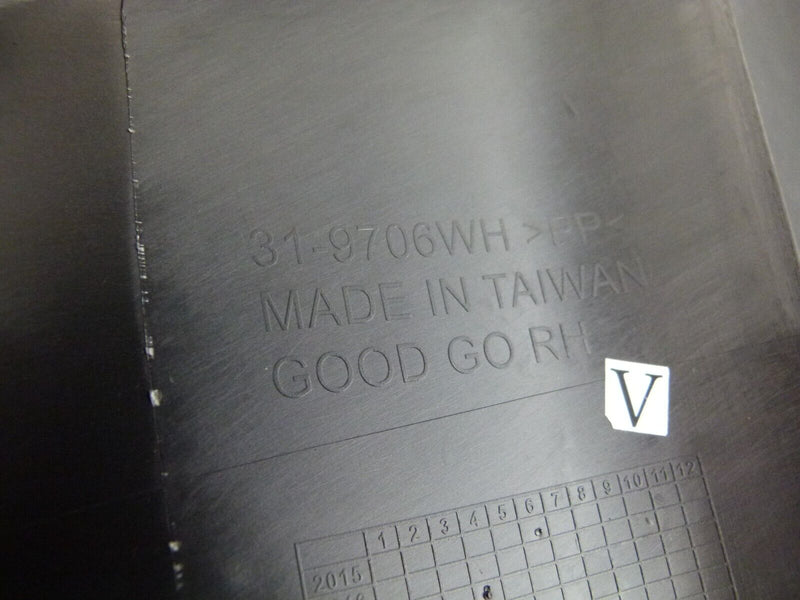 31-9706WH >PP<
MADE IN TAIWAN
GOOD GO RH
V
1 2 3 4 5 6 7 8 9 10 11 12
2015